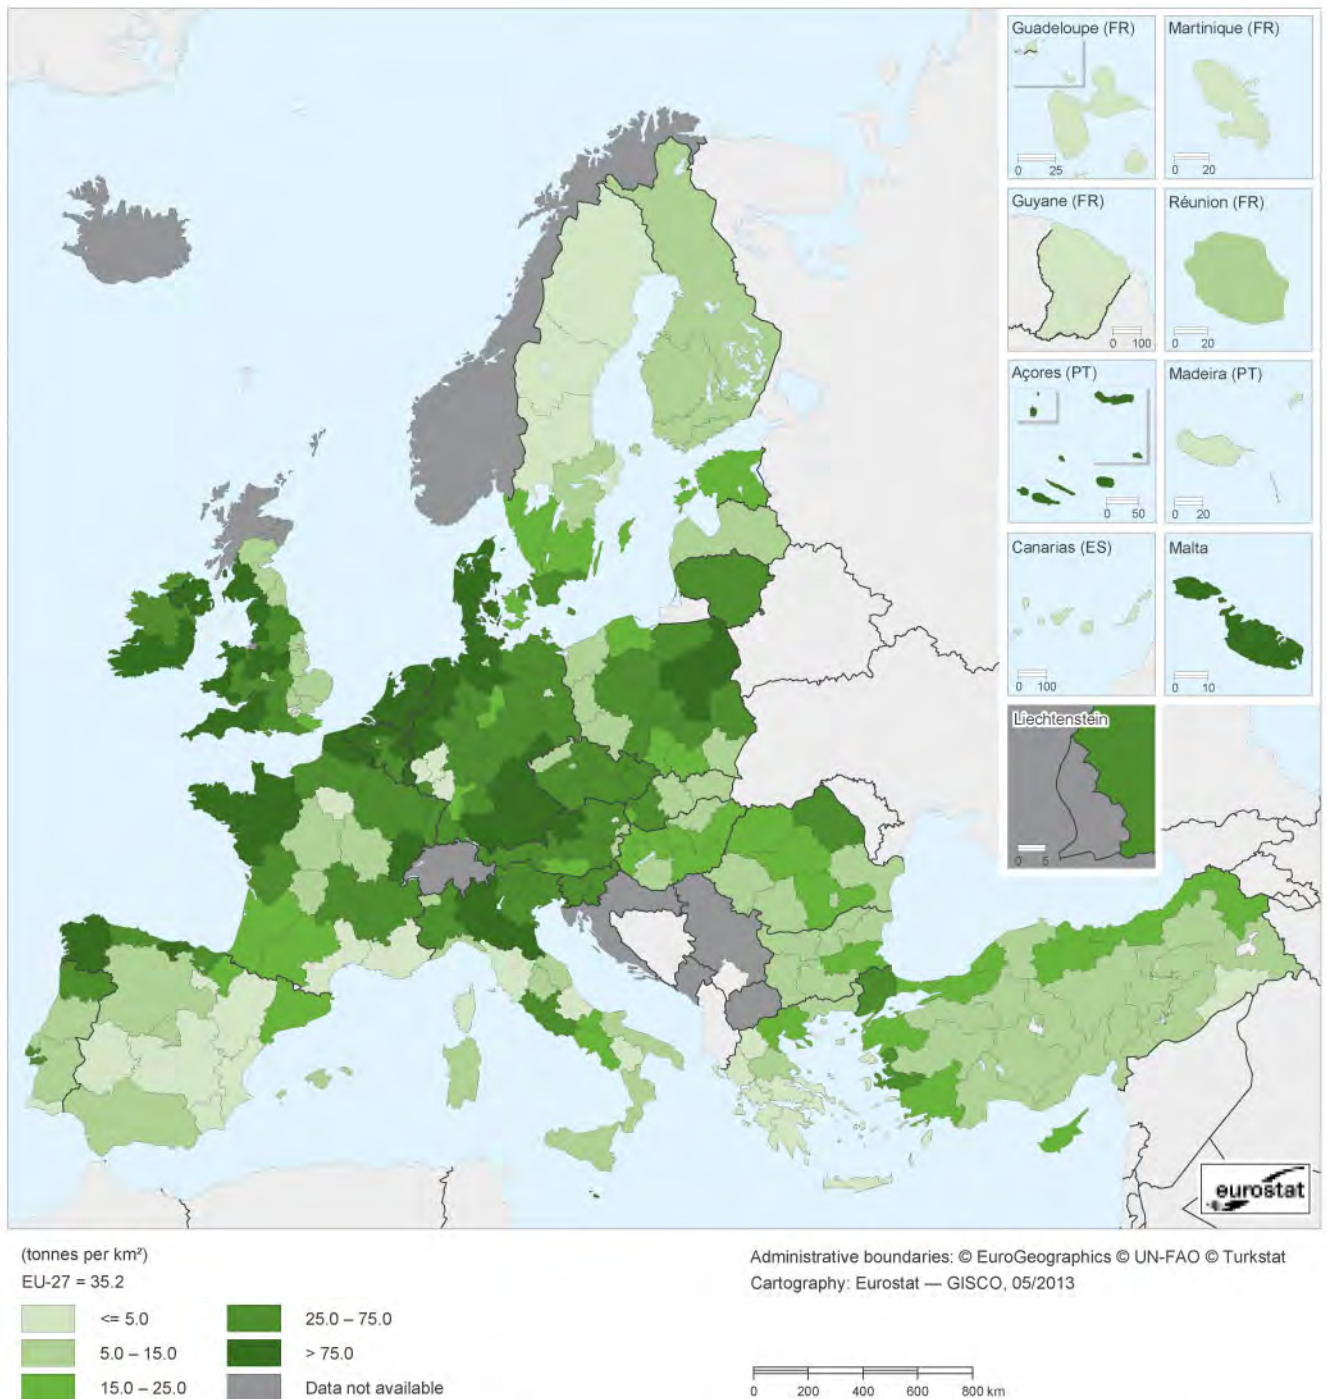 Guadeloupe (FR)
0 25
Martinique (FR)
0 20
Guyane (FR)
0 100
Réunion (FR)
0 20
Açores (PT)
0 50
Madeira (PT)
0 20
Canarias (ES)
0 100
Malta
0 10
Liechtenstein
0 5
eurostat
(tonnes per km²)
EU-27 = 35.2
<= 5.0
5.0 – 15.0
15.0 – 25.0
25.0 – 75.0
> 75.0
Data not available
Administrative boundaries: © EuroGeographics © UN-FAO © Turkstat
Cartography: Eurostat — GISCO, 05/2013
0 200 400 600 800 km